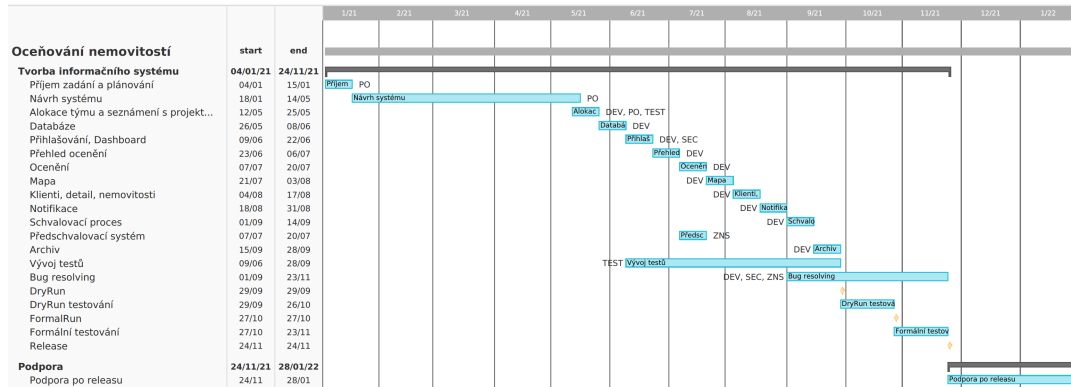 1/21 2/21 3/21 4/21 5/21 6/21 7/21 8/21 9/21 10/21 11/21 12/21 1/22
Oceňování nemovitostí start end
Tvorba informačního systému 04/01/21 24/11/21
Příjem zadání a plánování 04/01 15/01 Příjem PO
Návrh systému 18/01 14/05 Návrh systému PO
Alokace týmu a seznámení s projekt... 12/05 25/05 Alokac DEV, PO, TEST
Databáze 26/05 08/06 Databá DEV
Přihlašování, Dashboard 09/06 22/06 Přihlaš DEV, SEC
Přehled ocenění 23/06 06/07 Přehled DEV
Ocenění 07/07 20/07 Oceněn DEV
Mapa 21/07 03/08 DEV Mapa
Klienti, detail, nemovitosti 04/08 17/08 DEV Klienti,
Notifikace 18/08 31/08 DEV Notifika
Schvalovací proces 01/09 14/09 DEV Schvalo
Předschvalovací systém 07/07 20/07 Předsc ZNS
Archiv 15/09 28/09 DEV Archiv
Vývoj testů 09/06 28/09 TEST Vývoj testů
Bug resolving 01/09 23/11 DEV, SEC, ZNS Bug resolving
DryRun 29/09 29/09
DryRun testování 29/09 26/10 DryRun testová
FormalRun 27/10 27/10
Formální testování 27/10 23/11 Formální testov
Release 24/11 24/11
Podpora 24/11/21 28/01/22
Podpora po releasu 24/11 28/01 Podpora po releasu